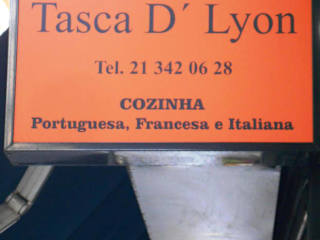 Tasca D´ Lyon
Tel. 21 342 06 28
COZINHA
Portuguesa, Francesa e Italiana